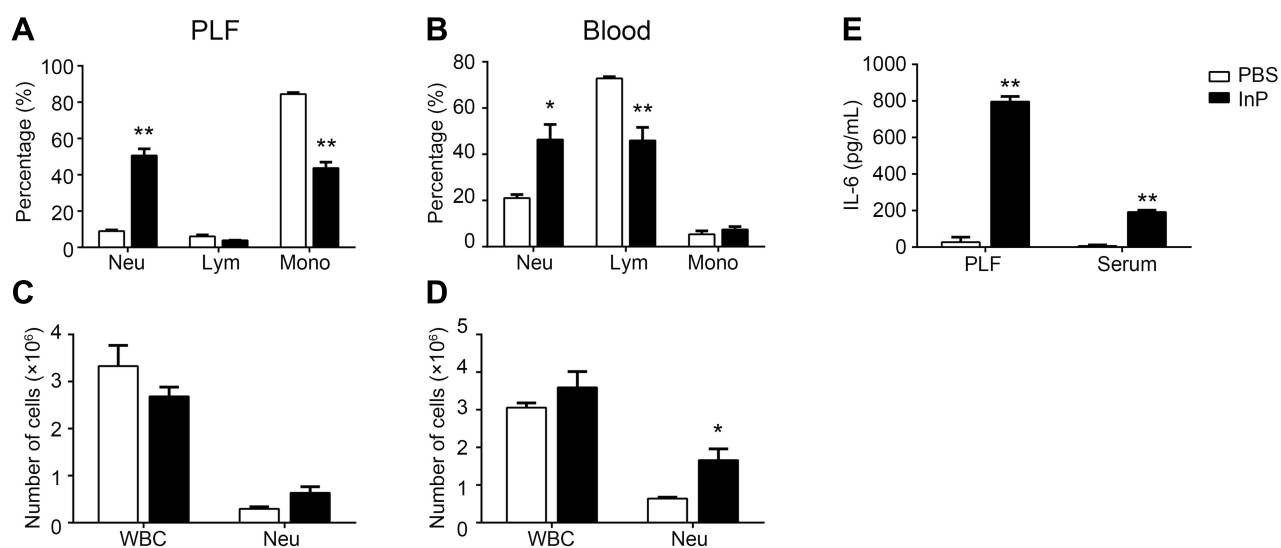 A
PLF
Percentage (%)
100
80
60
40
20
0
**
**
Neu
Lym
Mono
B
Blood
Percentage (%)
80
60
40
20
0
*
**
Neu
Lym
Mono
E
IL-6 (pg/mL)
1000
800
600
400
200
0
**
**
PLF
Serum
PBS
InP
C
Number of cells (×10⁶)
4
3
2
1
0
WBC
Neu
D
Number of cells (×10⁶)
5
4
3
2
1
0
*
WBC
Neu